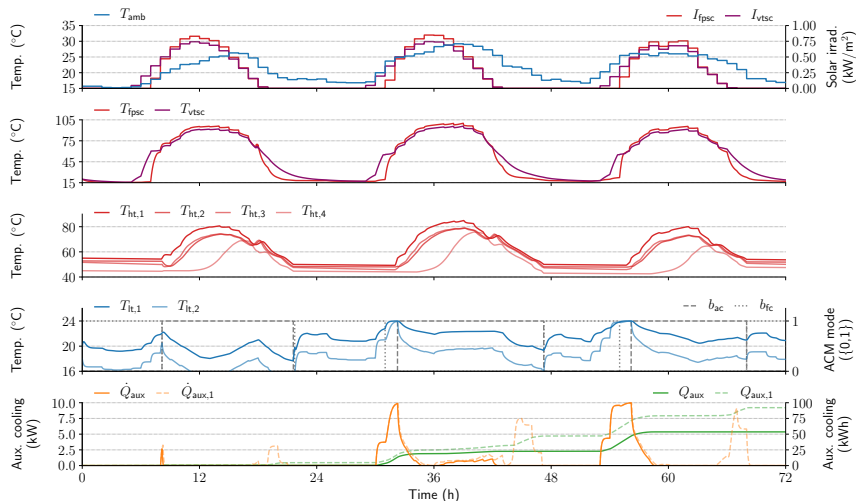 T_amb I_fpsc I_vtsc
35 30 25 20 15
Temp. (°C)
1.00 0.75 0.50 0.25 0.00
Solar irrad. (kW/m²)
T_fpsc T_vtsc
105 75 45 15
Temp. (°C)
T_ht,1 T_ht,2 T_ht,3 T_ht,4
80 60 40
Temp. (°C)
T_lt,1 T_lt,2 b_ac b_fc
24 20 16
Temp. (°C)
1 0
ACM mode ({0,1})
Q̇_aux Q̇_aux,1 Q_aux Q_aux,1
10.0 7.5 5.0 2.5 0.0
Aux. cooling (kW)
100 75 50 25 0
Aux. cooling (kWh)
0 12 24 36 48 60 72
Time (h)